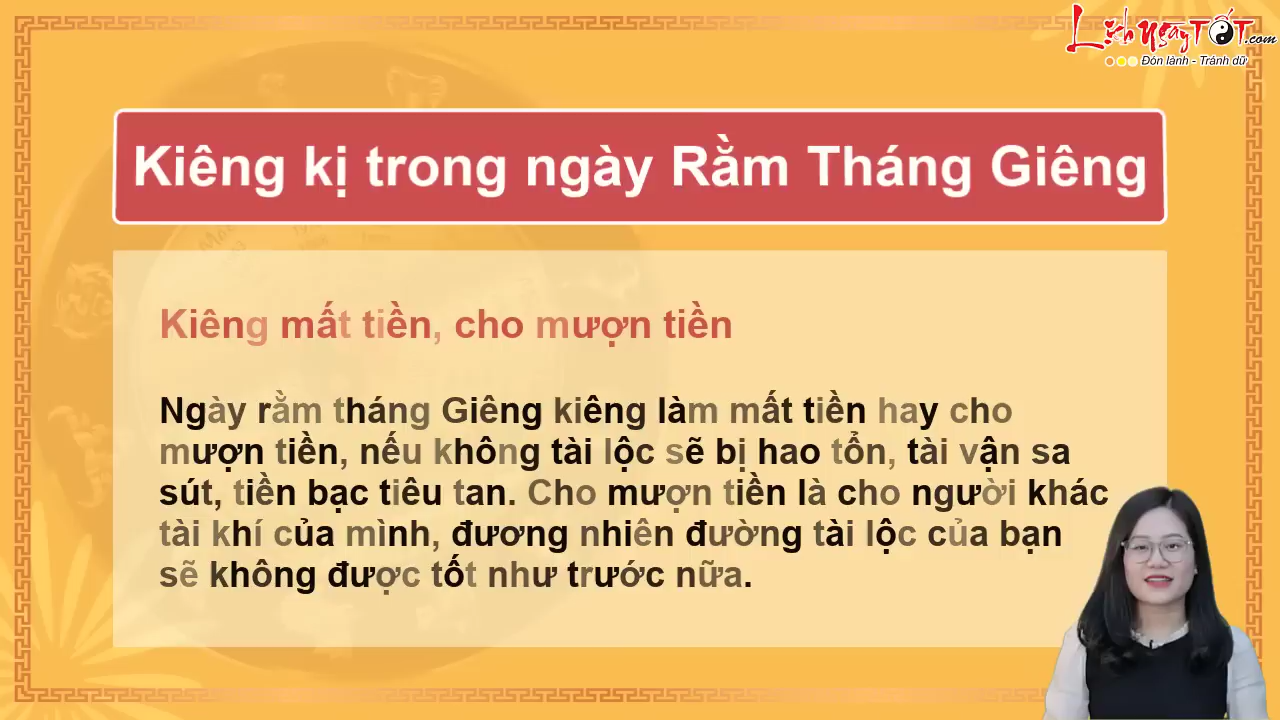 Lịch ngày TỐT.com
Đón lành - Tránh dữ
Kiêng kị trong ngày Rằm Tháng Giêng
Kiêng mất tiền, cho mượn tiền
Ngày rằm tháng Giêng kiêng làm mất tiền hay cho
mượn tiền, nếu không tài lộc sẽ bị hao tổn, tài vận sa
sút, tiền bạc tiêu tan. Cho mượn tiền là cho người khác
tài khí của mình, đương nhiên đường tài lộc của bạn
sẽ không được tốt như trước nữa.